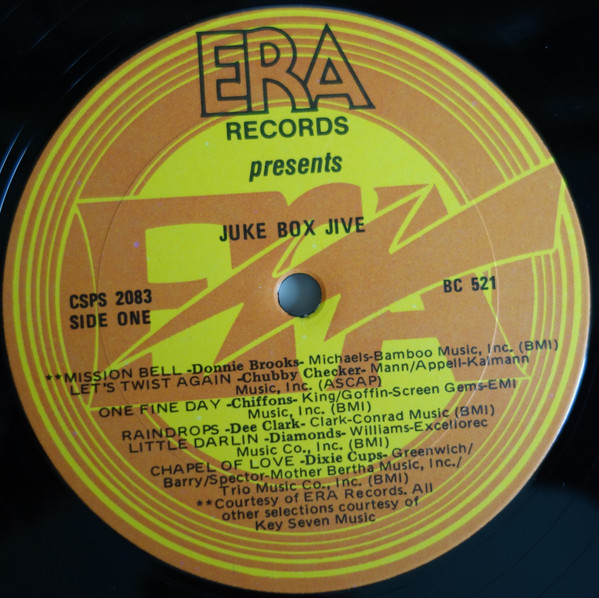 ERA
RECORDS
presents
JUKE BOX JIVE
CSPS 2083
SIDE ONE
BC 521
**MISSION BELL -Donnie Brooks- Michaels-Bamboo Music, Inc. (BMI)
LET'S TWIST AGAIN -Chubby Checker- Mann/Appell-Kalmann
Music, Inc. (ASCAP)
ONE FINE DAY -Chiffons- King/Goffin-Screen Gems-EMI
Music, Inc. (BMI)
RAINDROPS -Dee Clark- Clark-Conrad Music (BMI)
LITTLE DARLIN -Diamonds- Williams-Excellorec
Music Co., Inc. (BMI)
CHAPEL OF LOVE -Dixie Cups- Greenwich/
Barry/Spector-Mother Bertha Music, Inc./
Trio Music Co., Inc. (BMI)
**Courtesy of ERA Records. All
other selections courtesy of
Key Seven Music